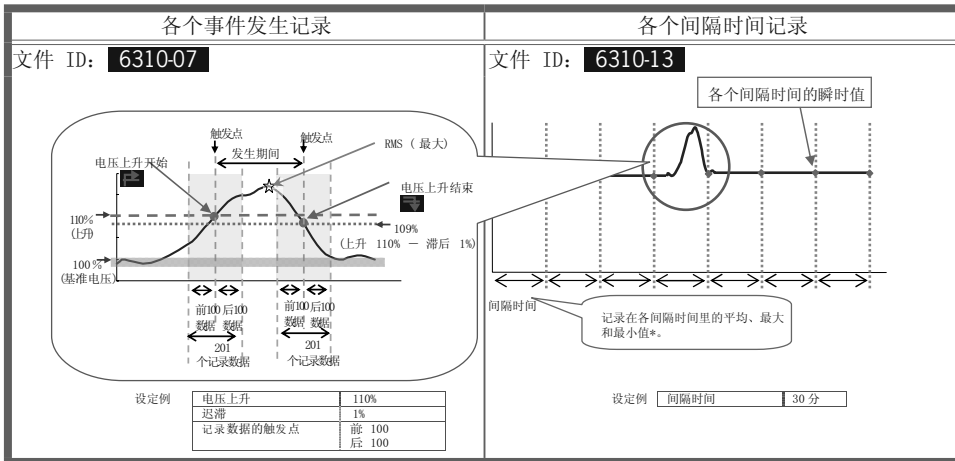 各个事件发生记录
文件 ID: 6310-07
触发点
触发点
发生期间
RMS ( 最大)
电压上升开始
电压上升结束
110%
(上升)
109%
(上升 110% － 滞后 1%)
100%
(基准电压)
前100
数据
后100
数据
前100
数据
后100
数据
201
个记录数据
201
个记录数据
设定例
电压上升 110%
迟滞 1%
记录数据的触发点 前: 100
后: 100
各个间隔时间记录
文件 ID: 6310-13
各个间隔时间的瞬时值
间隔时间
记录在各间隔时间里的平均、最大
和最小值*。
设定例 间隔时间 30 分